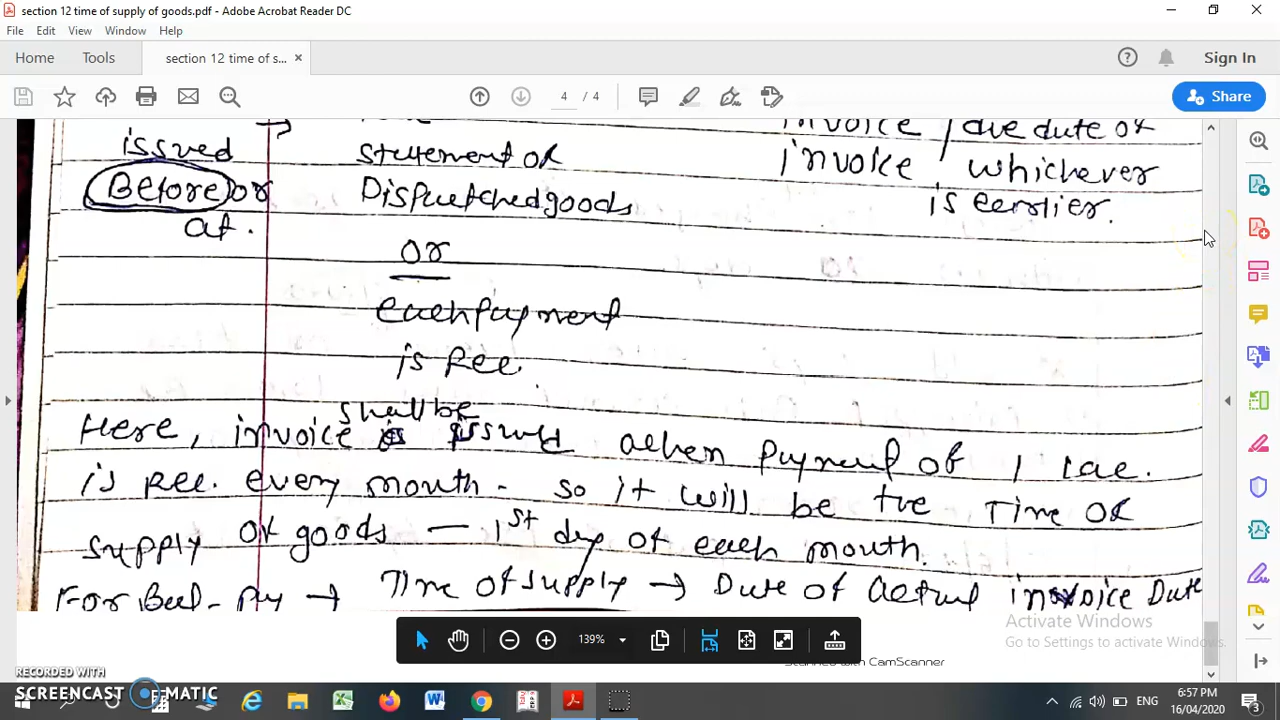 section 12 time of supply of goods.pdf - Adobe Acrobat Reader DC
File Edit View Window Help
Home Tools section 12 time of s... × Sign In
4 / 4 Share
invoice / due date of
issued statement of invoice whichever
Before or Dispatched goods is earlier.
at.
or
each payment
is Rec.
shall be
Here, invoice issued when payment of 1 lac.
is Rec. every month - so it will be the Time of
supply of goods — 1st day of each month.
For Bal. Pay → Time of supply → Date of actual invoice Date
Activate Windows
Go to Settings to activate Windows.
139%
Scanned with CamScanner
RECORDED WITH
SCREENCAST MATIC
ENG 6:57 PM
16/04/2020 3